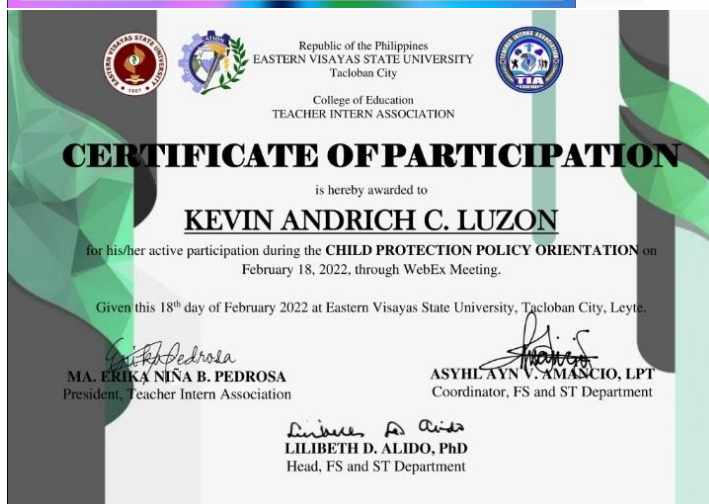 Republic of the Philippines
EASTERN VISAYAS STATE UNIVERSITY
Tacloban City
College of Education
TEACHER INTERN ASSOCIATION
CERTIFICATE OF PARTICIPATION
is hereby awarded to
KEVIN ANDRICH C. LUZON
for his/her active participation during the CHILD PROTECTION POLICY ORIENTATION on
February 18, 2022, through WebEx Meeting.
Given this 18th day of February 2022 at Eastern Visayas State University, Tacloban City, Leyte.
MA. ERIKA NIÑA B. PEDROSA
President, Teacher Intern Association
ASYHL AYN V. AMANCIO, LPT
Coordinator, FS and ST Department
LILIBETH D. ALIDO, PhD
Head, FS and ST Department